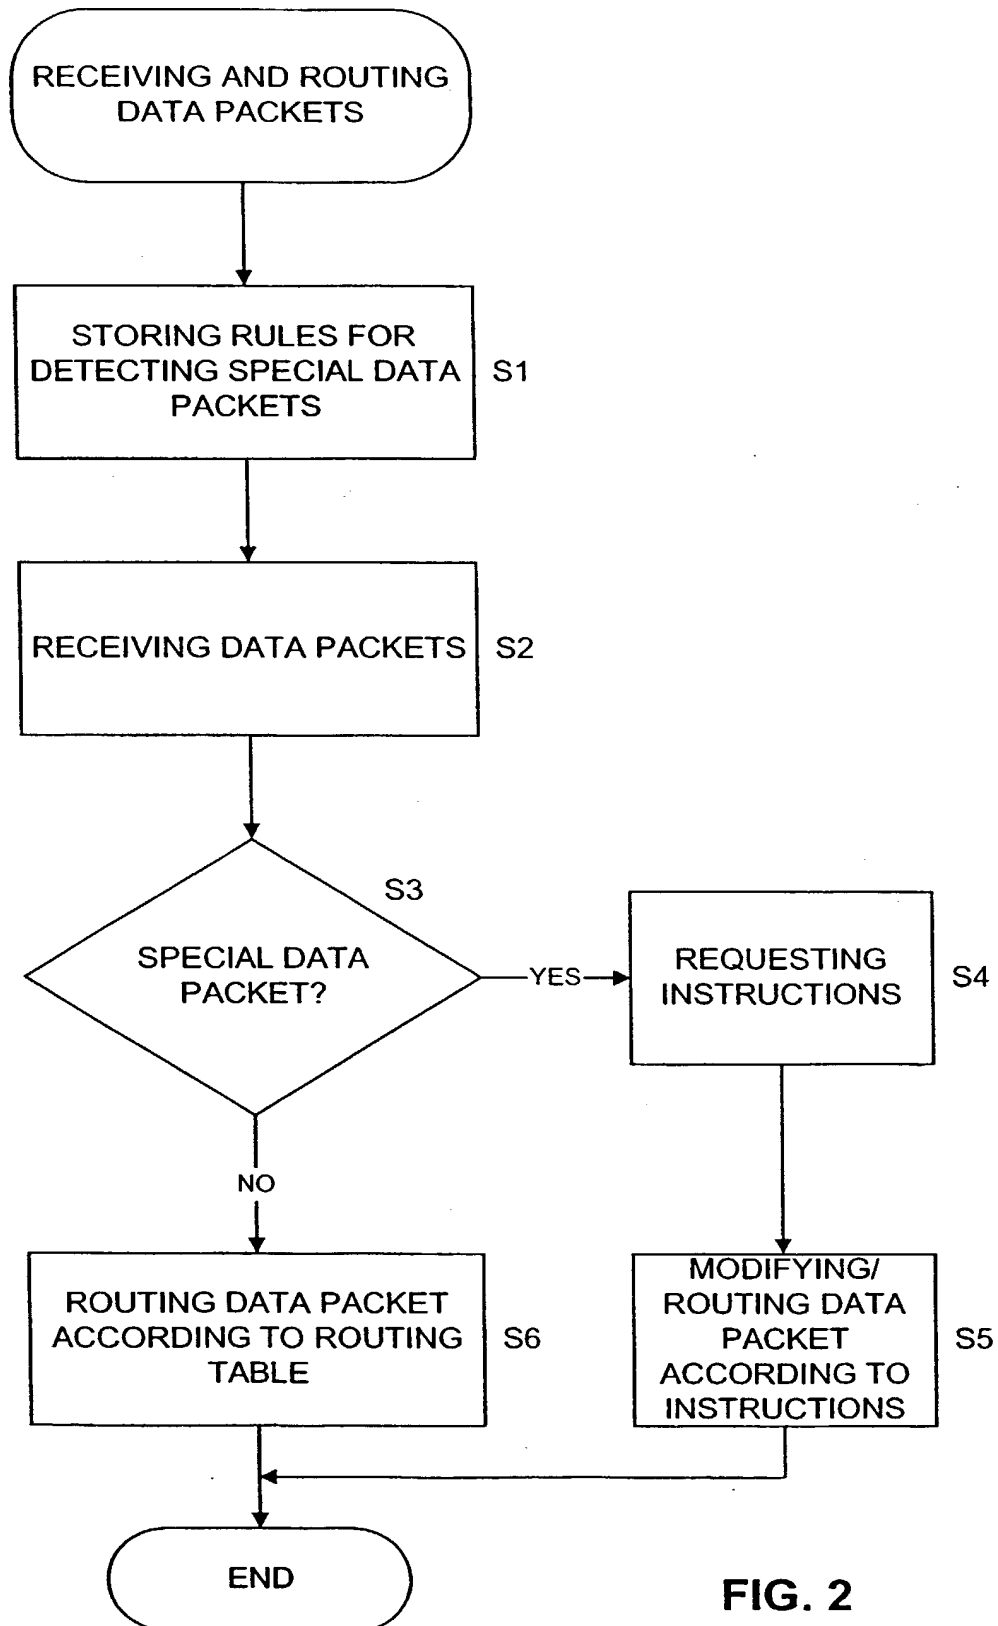 RECEIVING AND ROUTING
DATA PACKETS
STORING RULES FOR
DETECTING SPECIAL DATA
PACKETS
S1
RECEIVING DATA PACKETS
S2
S3
SPECIAL DATA
PACKET?
YES
REQUESTING
INSTRUCTIONS
S4
NO
ROUTING DATA PACKET
ACCORDING TO ROUTING
TABLE
S6
MODIFYING/
ROUTING DATA
PACKET
ACCORDING TO
INSTRUCTIONS
S5
END
FIG. 2